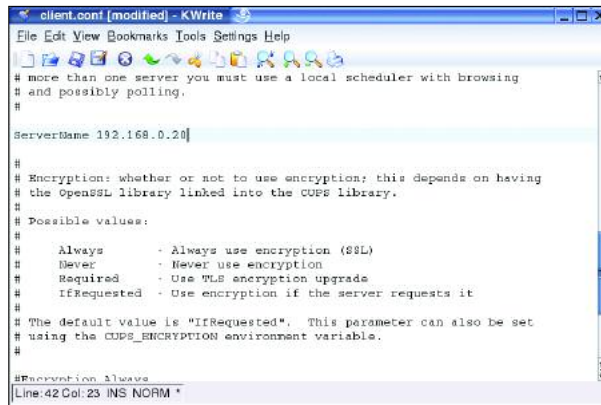 client.conf [modified] - KWrite
File Edit View Bookmarks Tools Settings Help
# more than one server you must use a local scheduler with browsing
# and possibly polling.
#
ServerName 192.168.0.20
#
# Encryption: whether or not to use encryption; this depends on having
# the OpenSSL library linked into the CUPS library.
#
# Possible values:
#
# Always - Always use encryption (SSL)
# Never - Never use encryption
# Required - Use TLS encryption upgrade
# IfRequested - Use encryption if the server requests it
#
# The default value is "IfRequested". This parameter can also be set
# using the CUPS_ENCRYPTION environment variable.
#
#Encryption Always
Line: 42 Col: 23 INS NORM *